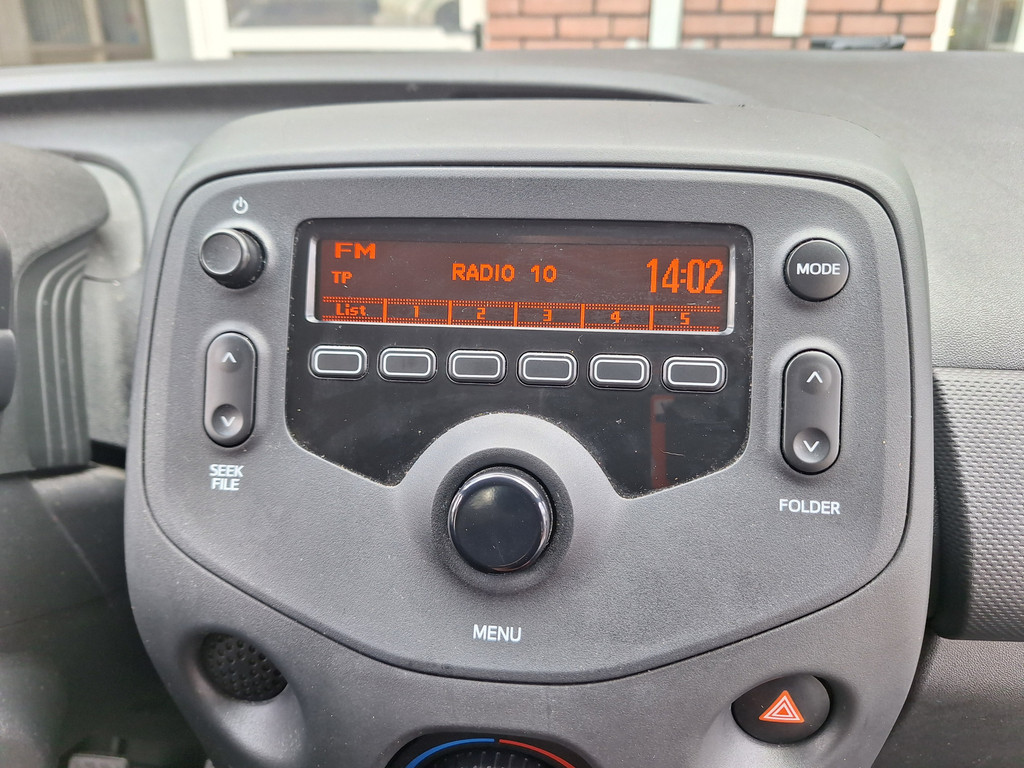 FM
TP
RADIO 10
14:02
List 1 2 3 4 5
MODE
SEEK
FILE
FOLDER
MENU